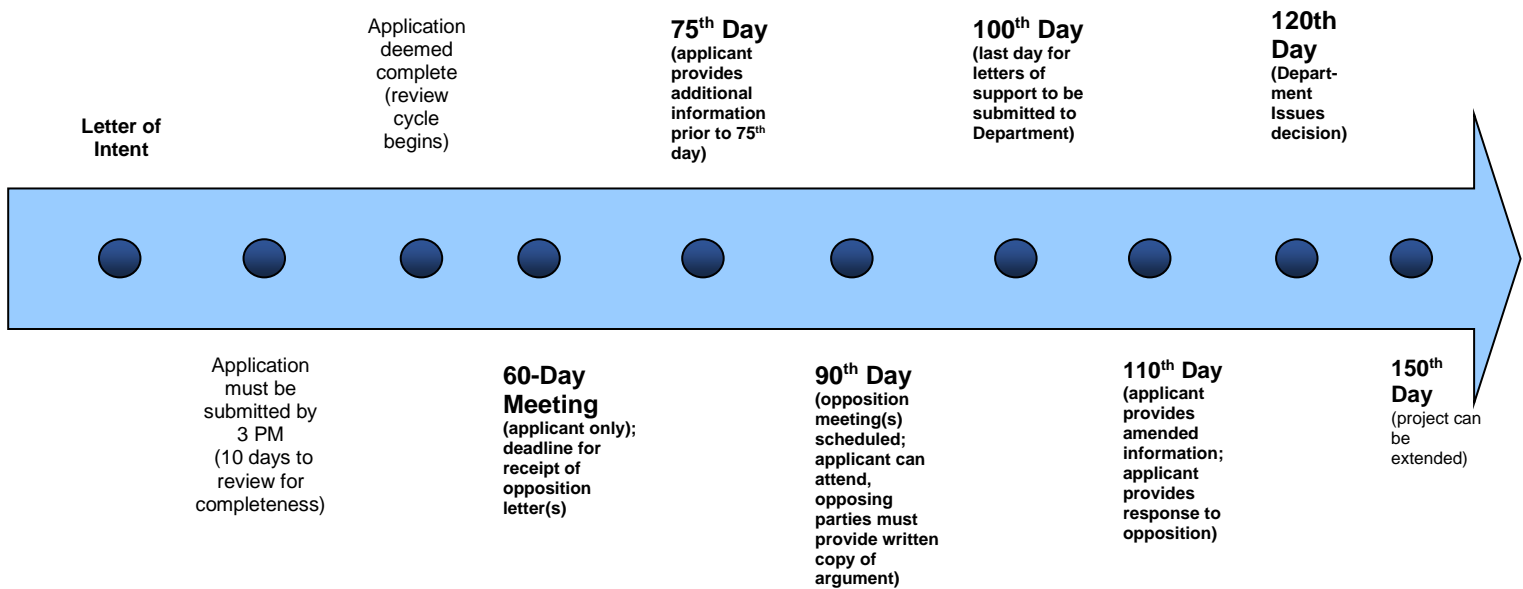 Letter of
Intent
Application
must be
submitted by
3 PM
(10 days to
review for
completeness)
Application
deemed
complete
(review
cycle
begins)
60-Day
Meeting
(applicant only);
deadline for
receipt of
opposition
letter(s)
75th Day
(applicant
provides
additional
information
prior to 75th
day)
90th Day
(opposition
meeting(s)
scheduled;
applicant can
attend,
opposing
parties must
provide written
copy of
argument)
100th Day
(last day for
letters of
support to be
submitted to
Department)
110th Day
(applicant
provides
amended
information;
applicant
provides
response to
opposition)
120th
Day
(Depart-
ment
Issues
decision)
150th
Day
(project can
be
extended)